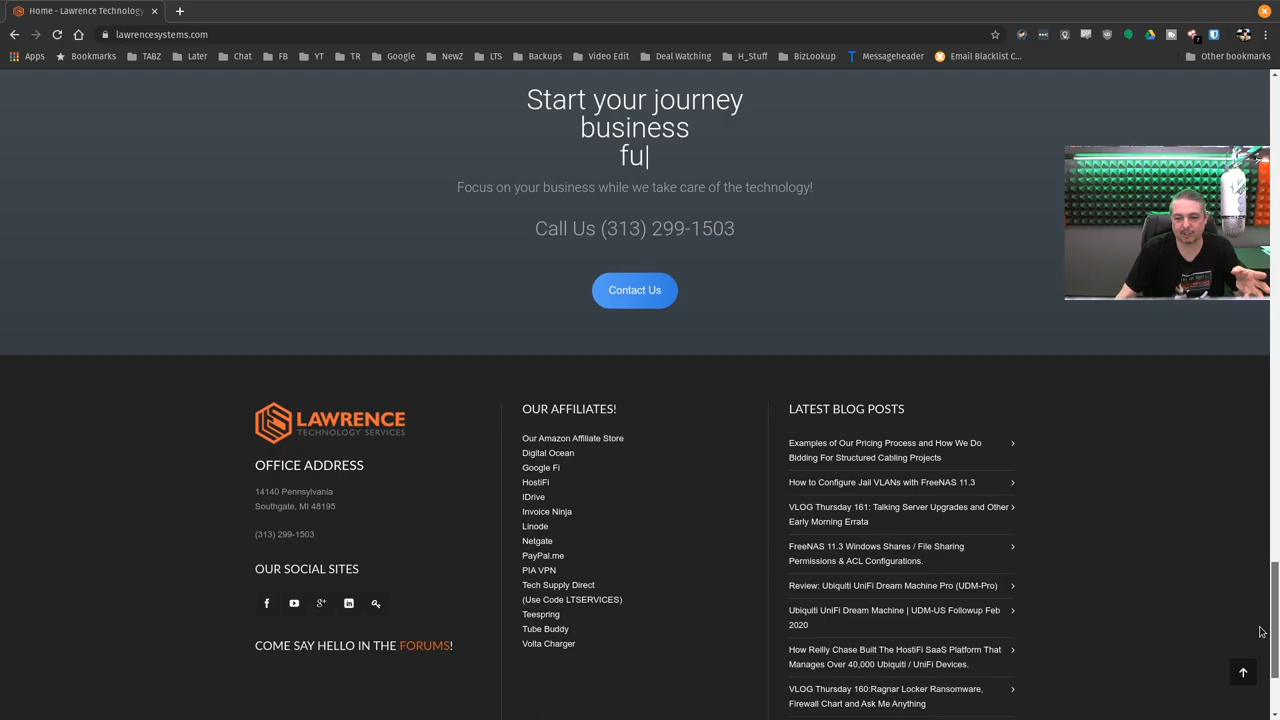 Home - Lawrence Technology
lawrencesystems.com
Apps
Bookmarks
TABZ
Later
Chat
FB
YT
TR
Google
NewZ
LTS
Backups
Video Edit
Deal Watching
H_Stuff
BizLookup
Messageheader
Email Blacklist C...
Other bookmarks
Start your journey
business
fu|
Focus on your business while we take care of the technology!
Call Us (313) 299-1503
Contact Us
LAWRENCE
TECHNOLOGY SERVICES
OFFICE ADDRESS
14140 Pennsylvania
Southgate, MI 48195
(313) 299-1503
OUR SOCIAL SITES
COME SAY HELLO IN THE FORUMS!
OUR AFFILIATES!
Our Amazon Affiliate Store
Digital Ocean
Google Fi
HostiFi
IDrive
Invoice Ninja
Linode
Netgate
PayPal.me
PIA VPN
Tech Supply Direct
(Use Code LTSERVICES)
Teespring
Tube Buddy
Volta Charger
LATEST BLOG POSTS
Examples of Our Pricing Process and How We Do
Bidding For Structured Cabling Projects
How to Configure Jail VLANs with FreeNAS 11.3
VLOG Thursday 161: Talking Server Upgrades and Other
Early Morning Errata
FreeNAS 11.3 Windows Shares / File Sharing
Permissions & ACL Configurations.
Review: Ubiquiti UniFi Dream Machine Pro (UDM-Pro)
Ubiquiti UniFi Dream Machine | UDM-US Followup Feb
2020
How Reilly Chase Built The HostiFi SaaS Platform That
Manages Over 40,000 Ubiquiti / UniFi Devices.
VLOG Thursday 160:Ragnar Locker Ransomware,
Firewall Chart and Ask Me Anything